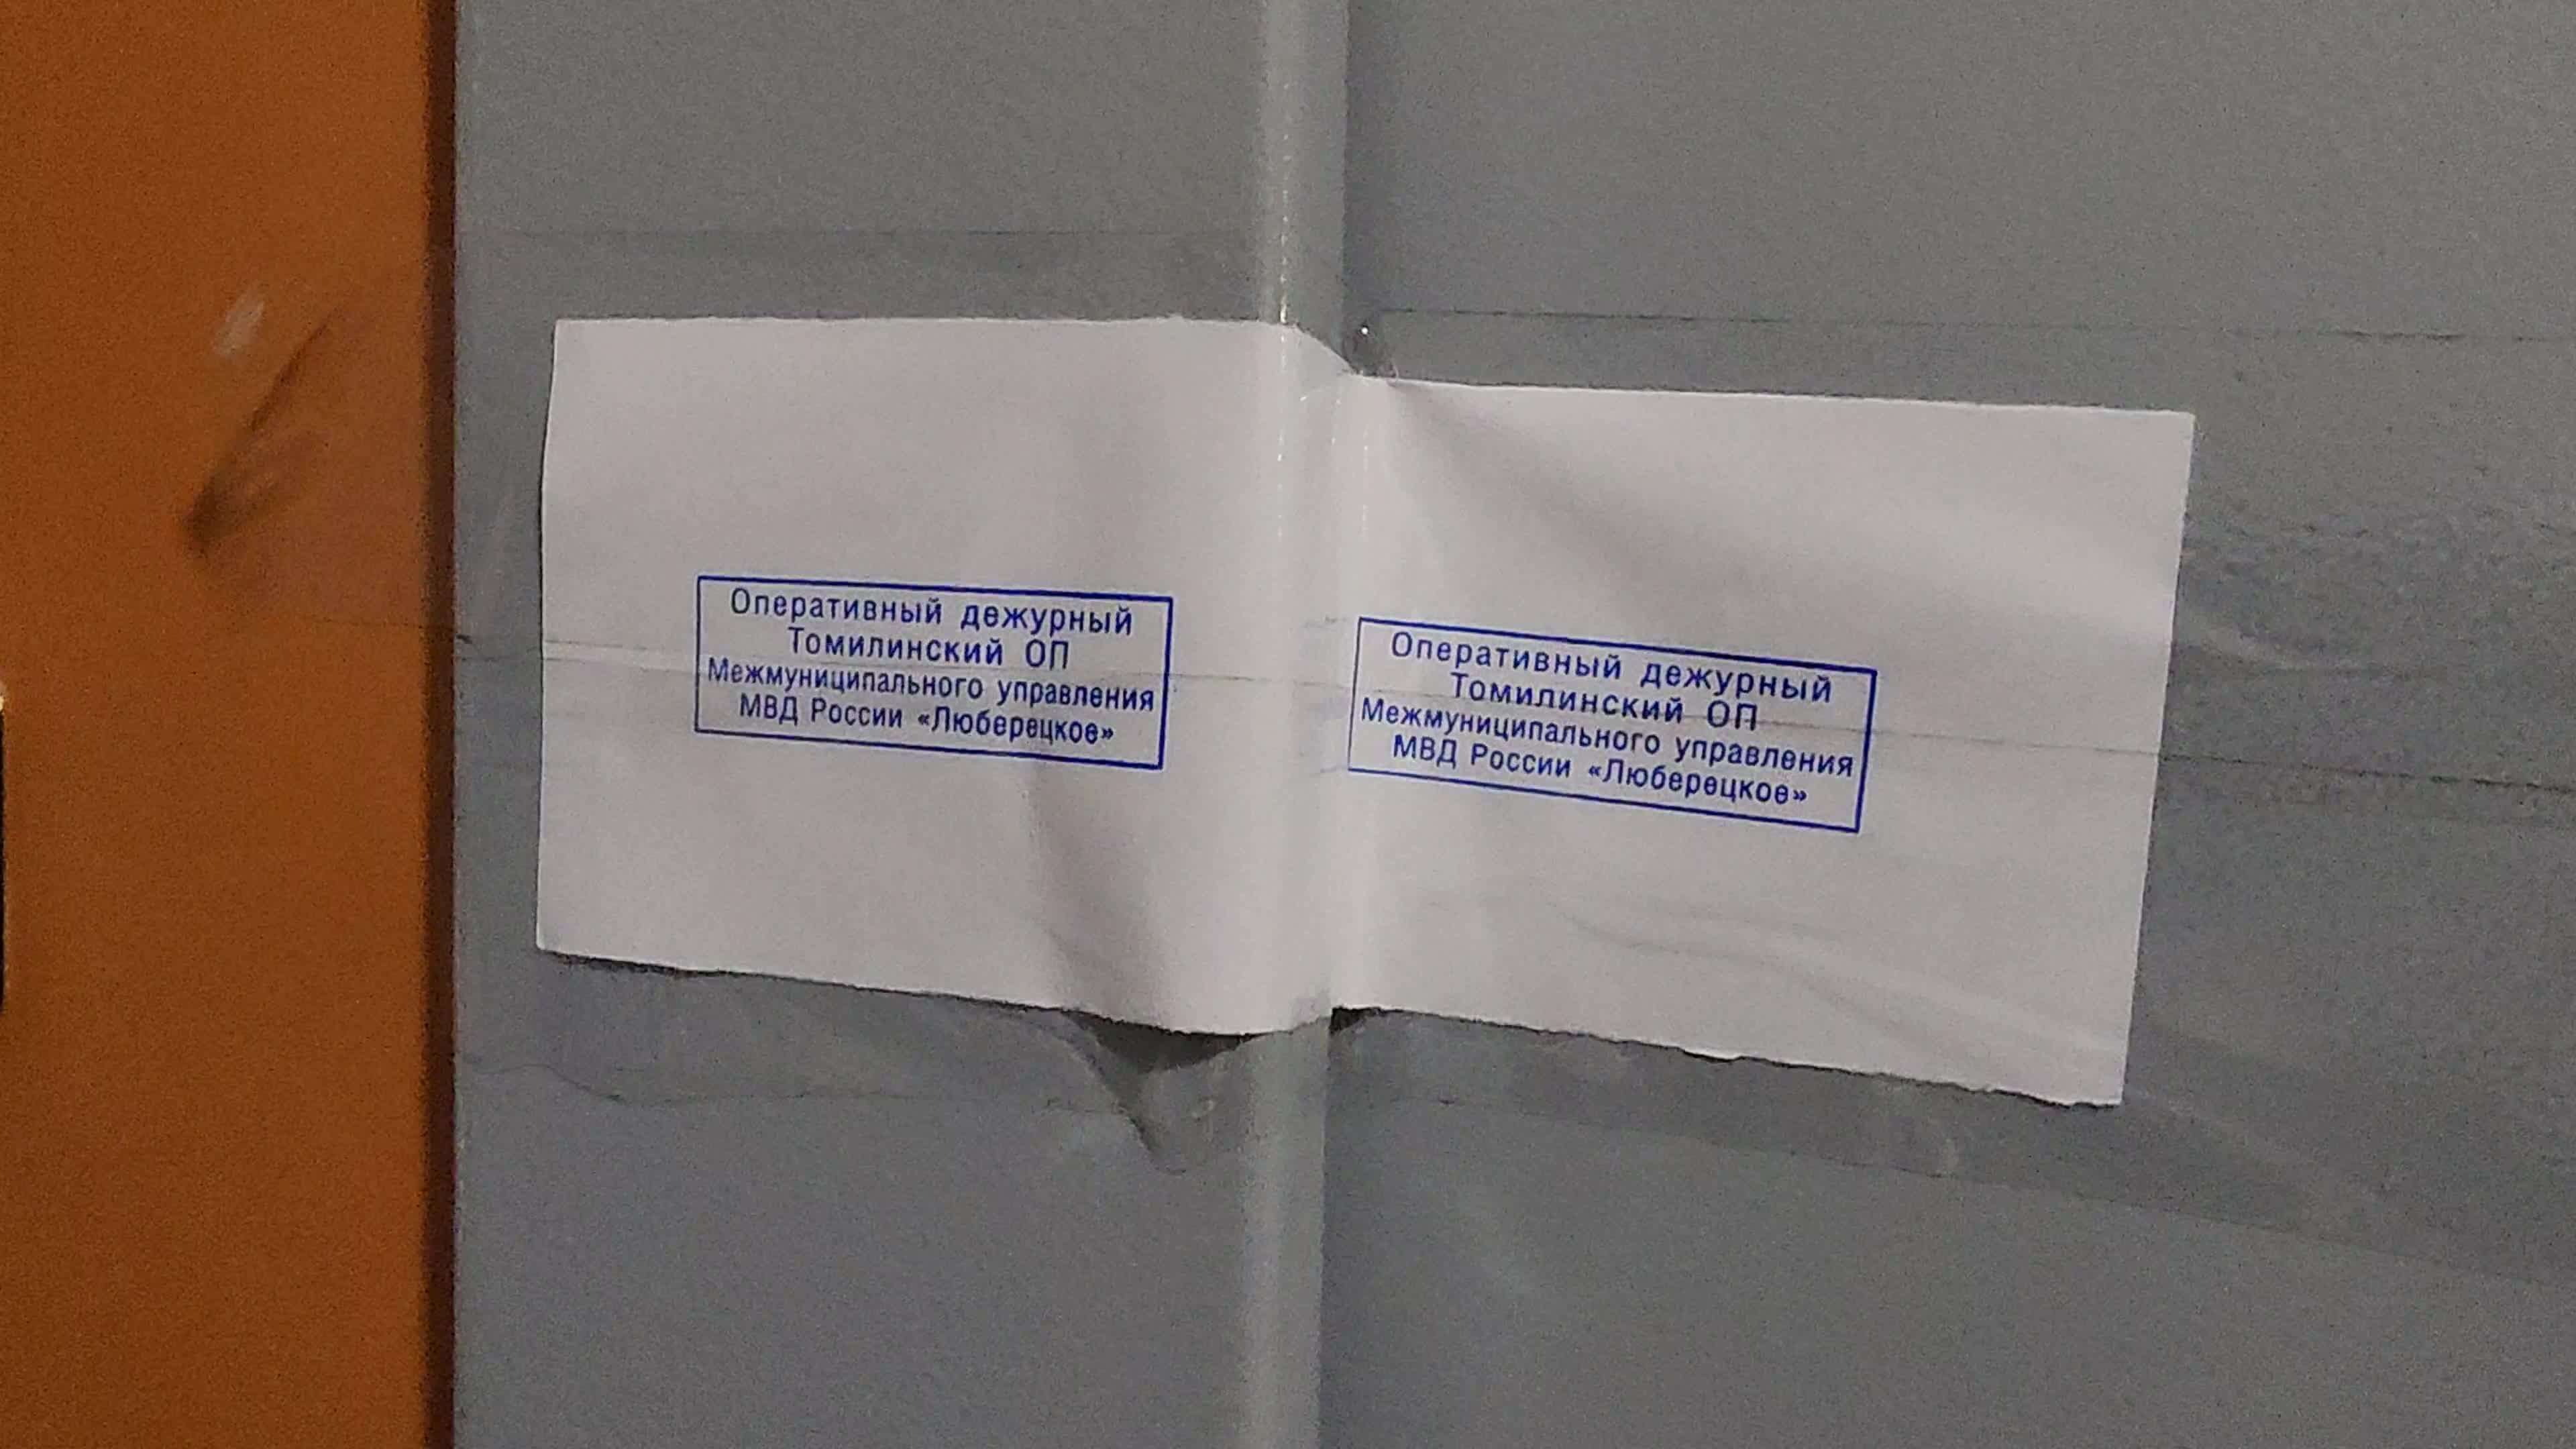 Оперативный дежурный
Томилинский ОП
Межмуниципального управления
МВД России «Люберецкое»
Оперативный дежурный
Томилинский ОП
Межмуниципального управления
МВД России «Люберецкое»